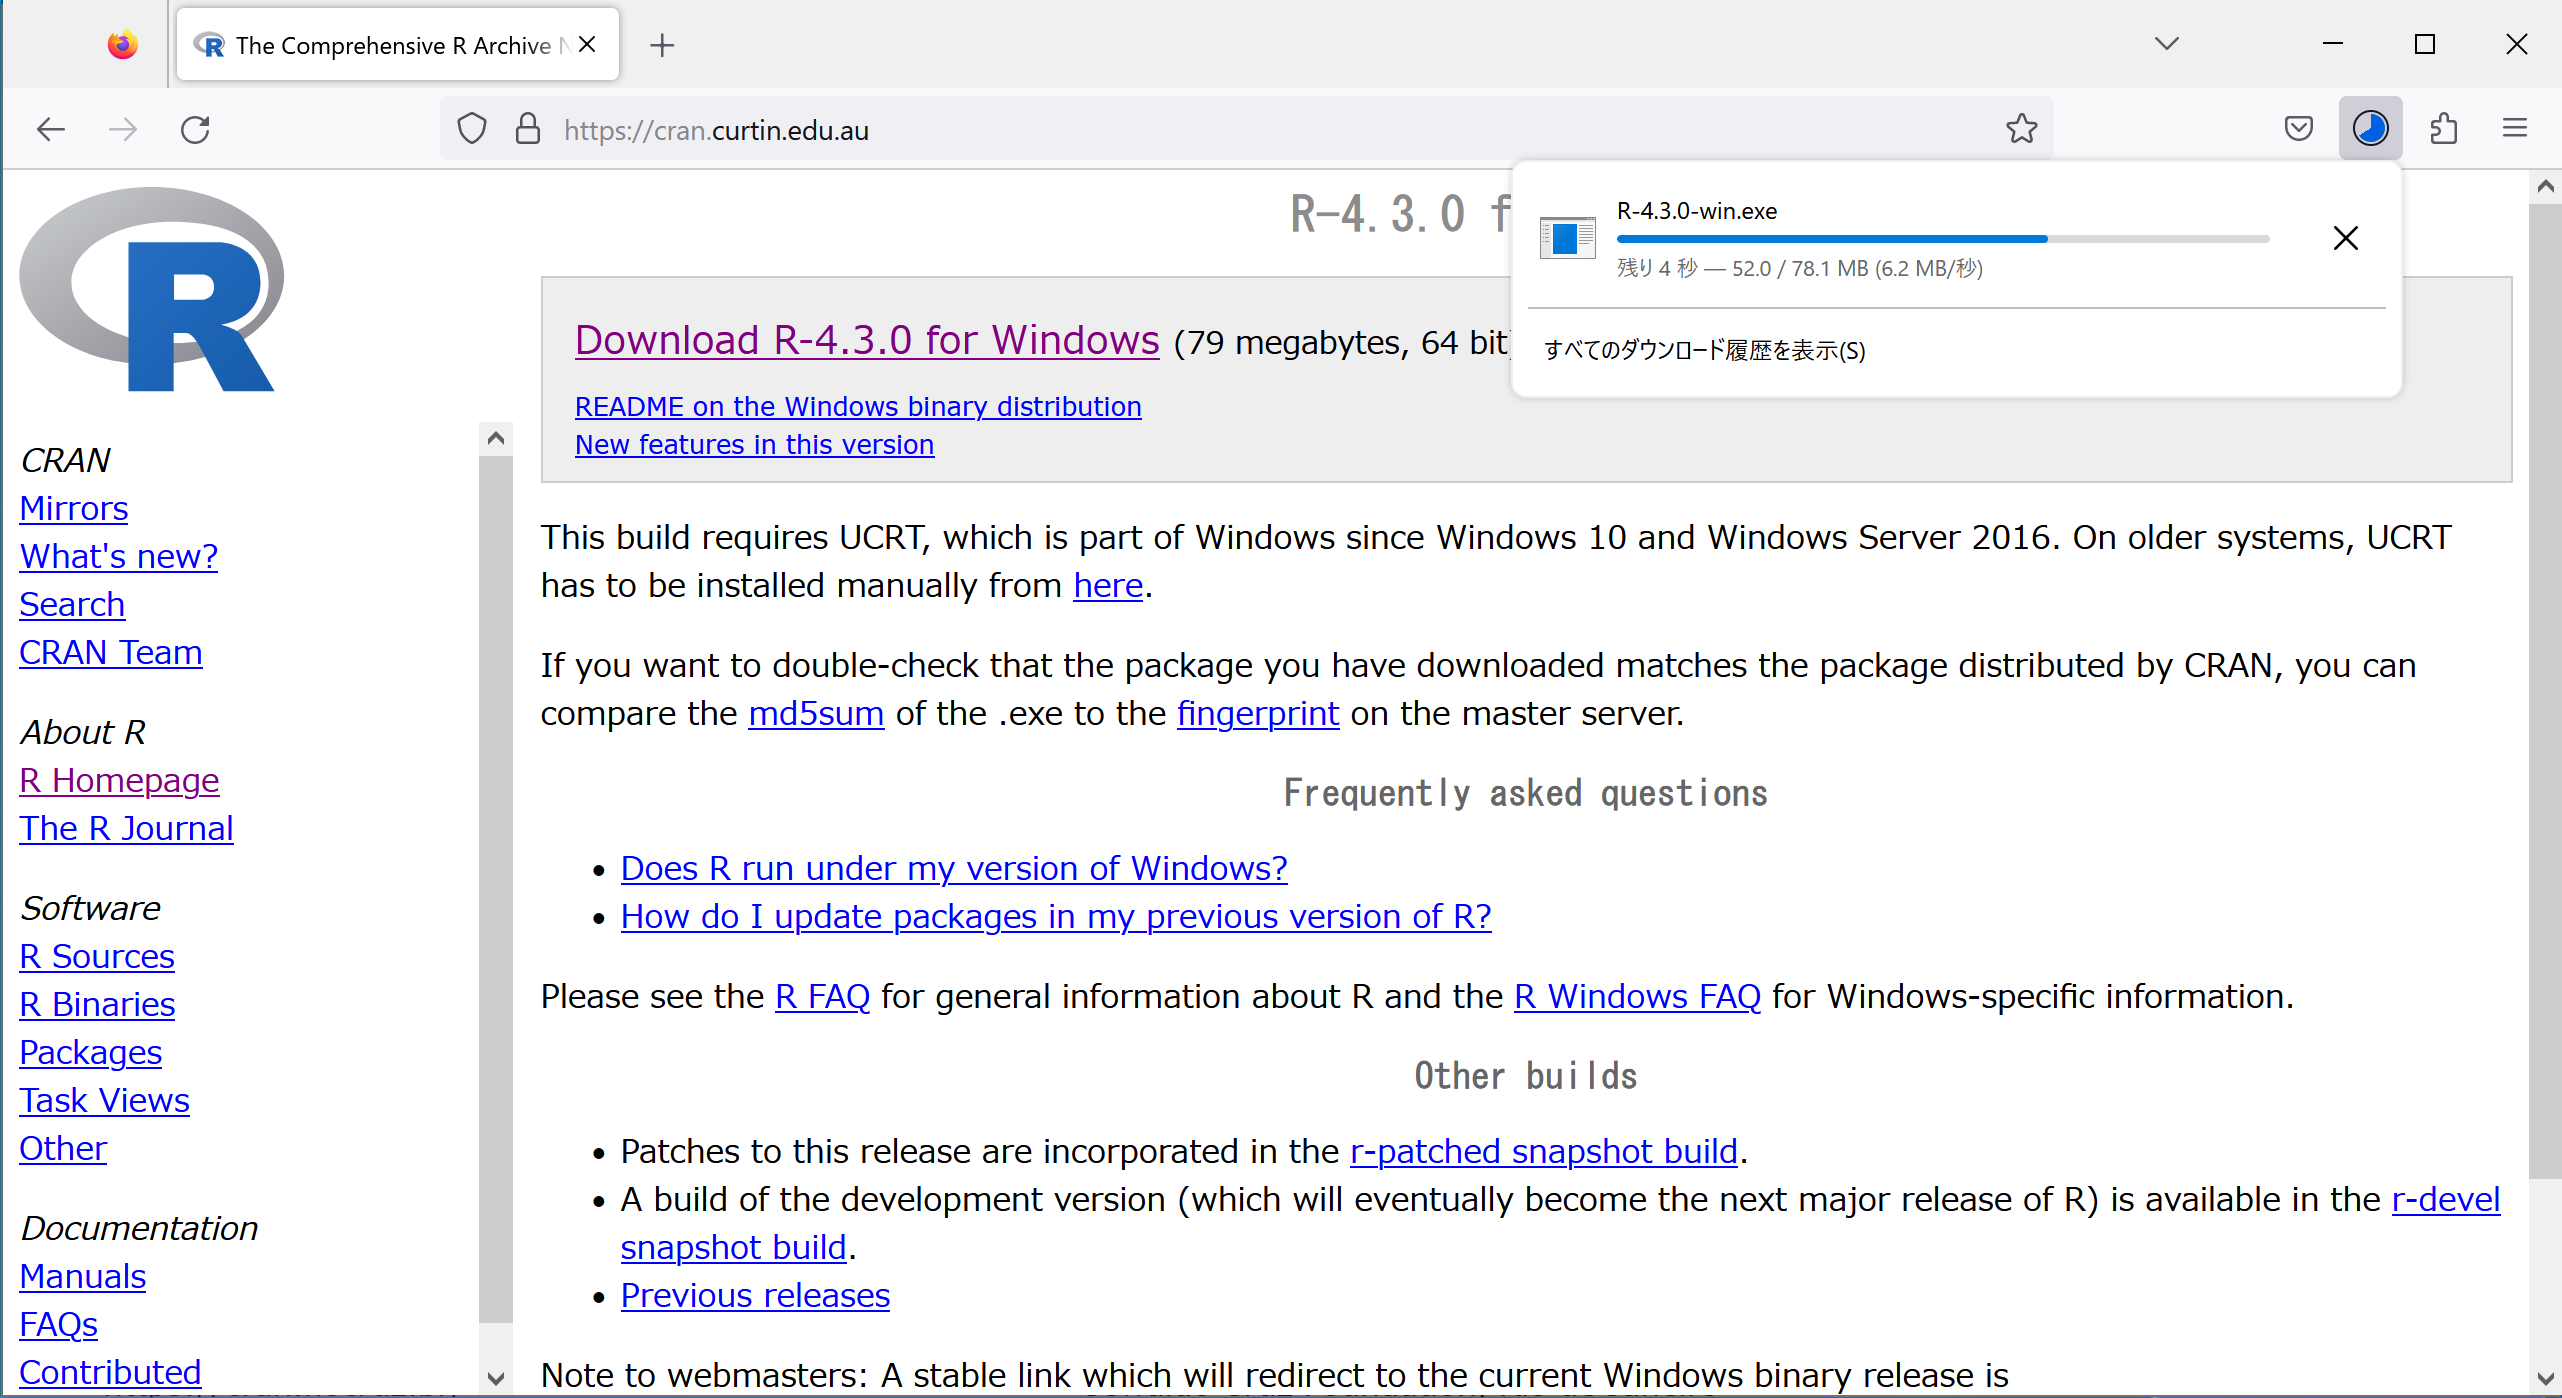 The Comprehensive R Archive N
https://cran.curtin.edu.au
R-4.3.0-win.exe
残り 4 秒 — 52.0 / 78.1 MB (6.2 MB/秒)
すべてのダウンロード履歴を表示(S)
R
CRAN
Mirrors
What's new?
Search
CRAN Team
About R
R Homepage
The R Journal
Software
R Sources
R Binaries
Packages
Task Views
Other
Documentation
Manuals
FAQs
Contributed
R-4.3.0 f
Download R-4.3.0 for Windows (79 megabytes, 64 bit)
README on the Windows binary distribution
New features in this version
This build requires UCRT, which is part of Windows since Windows 10 and Windows Server 2016. On older systems, UCRT
has to be installed manually from here.
If you want to double-check that the package you have downloaded matches the package distributed by CRAN, you can
compare the md5sum of the .exe to the fingerprint on the master server.
Frequently asked questions
• Does R run under my version of Windows?
• How do I update packages in my previous version of R?
Please see the R FAQ for general information about R and the R Windows FAQ for Windows-specific information.
Other builds
• Patches to this release are incorporated in the r-patched snapshot build.
• A build of the development version (which will eventually become the next major release of R) is available in the r-devel
snapshot build.
• Previous releases
Note to webmasters: A stable link which will redirect to the current Windows binary release is